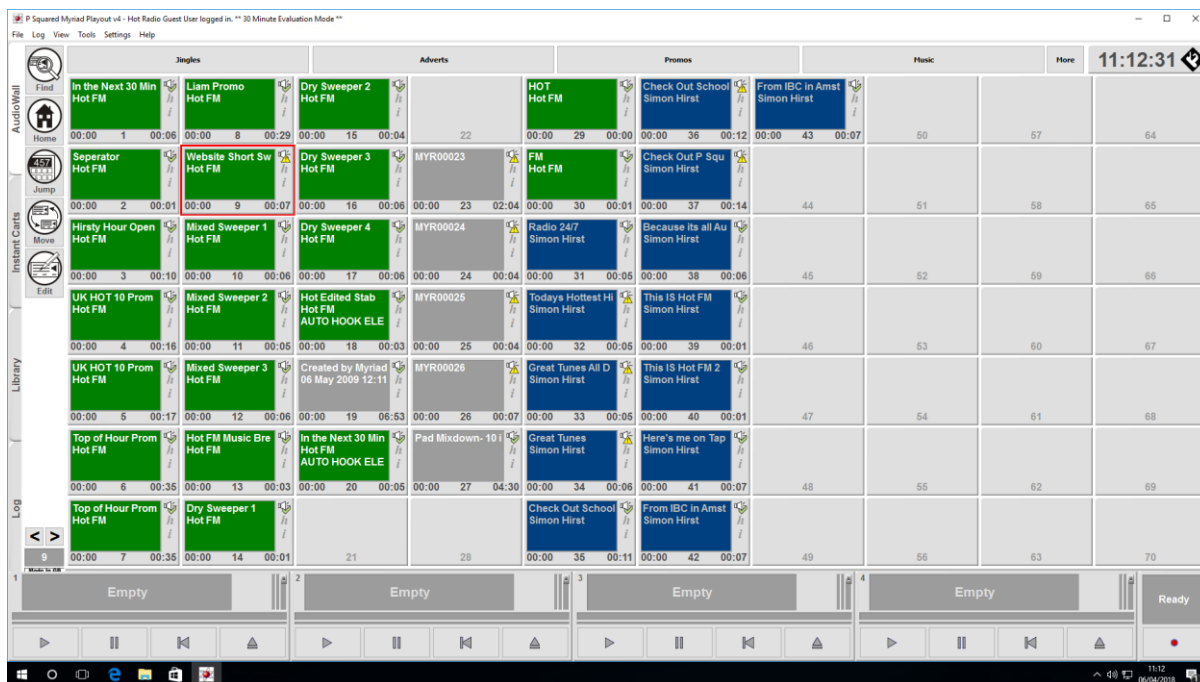 P Squared Myriad Playout v4 - Hot Radio Guest User logged in. ** 30 Minute Evaluation Mode **
File Log View Tools Settings Help
Jingles Adverts Promos Music More 11:12:31
AudioWall
Instant Carts
Library
Log
Find
Home
457
Jump
Move
Edit
< >
9
In the Next 30 Min
Hot FM
00:00 1 00:06
Liam Promo
Hot FM
00:00 8 00:29
Dry Sweeper 2
Hot FM
00:00 15 00:04
22
HOT
Hot FM
00:00 29 00:00
Check Out School
Simon Hirst
00:00 36 00:12
From IBC in Amst
Simon Hirst
00:00 43 00:07
50
57
64
Seperator
Hot FM
00:00 2 00:01
Website Short Sw
Hot FM
00:00 9 00:07
Dry Sweeper 3
Hot FM
00:00 16 00:06
MYR00023
00:00 23 02:04
FM
Hot FM
00:00 30 00:01
Check Out P Squ
Simon Hirst
00:00 37 00:14
44
51
58
65
Hirsty Hour Open
Hot FM
00:00 3 00:10
Mixed Sweeper 1
Hot FM
00:00 10 00:06
Dry Sweeper 4
Hot FM
00:00 17 00:06
MYR00024
00:00 24 00:04
Radio 24/7
Simon Hirst
00:00 31 00:05
Because its all Au
Simon Hirst
00:00 38 00:06
45
52
59
66
UK HOT 10 Prom
Hot FM
00:00 4 00:16
Mixed Sweeper 2
Hot FM
00:00 11 00:05
Hot Edited Stab
Hot FM
AUTO HOOK ELE
00:00 18 00:03
MYR00025
00:00 25 00:04
Todays Hottest Hi
Simon Hirst
00:00 32 00:05
This IS Hot FM
Simon Hirst
00:00 39 00:01
46
53
60
67
UK HOT 10 Prom
Hot FM
00:00 5 00:17
Mixed Sweeper 3
Hot FM
00:00 12 00:06
Created by Myriad
06 May 2009 12:11
00:00 19 06:53
MYR00026
00:00 26 00:07
Great Tunes All D
Simon Hirst
00:00 33 00:05
This IS Hot FM 2
Simon Hirst
00:00 40 00:01
47
54
61
68
Top of Hour Prom
Hot FM
00:00 6 00:35
Hot FM Music Bre
Hot FM
00:00 13 00:03
In the Next 30 Min
Hot FM
AUTO HOOK ELE
00:00 20 00:05
Pad Mixdown- 10 i
00:00 27 04:30
Great Tunes
Simon Hirst
00:00 34 00:06
Here's me on Tap
Simon Hirst
00:00 41 00:07
48
55
62
69
Top of Hour Prom
Hot FM
00:00 7 00:35
Dry Sweeper 1
Hot FM
00:00 14 00:01
21
28
Check Out School
Simon Hirst
00:00 35 00:11
From IBC in Amst
Simon Hirst
00:00 42 00:07
49
56
63
70
1 Empty
2 Empty
3 Empty
4 Empty
Ready
11:12
06/04/2018